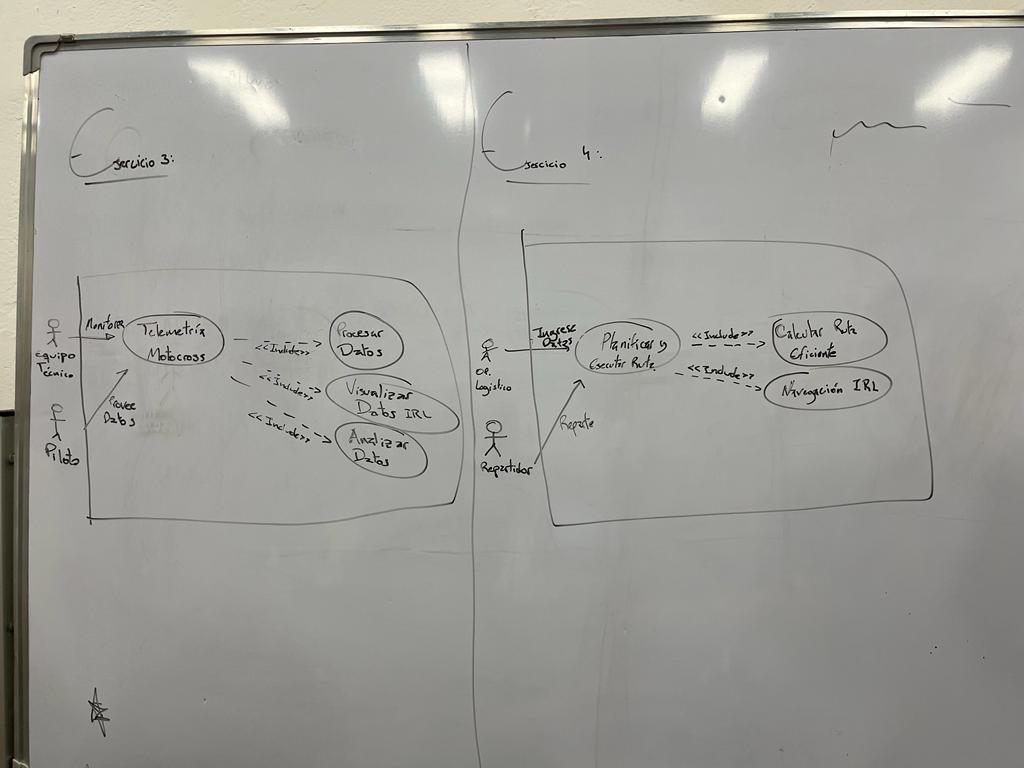 Ejercicio 3:
Monitorea
Equipo
Técnico
Telemetría
Motocross
Provee
Datos
Piloto
<<Include>>
<<Include>>
<<Include>>
Procesar
Datos
Visualizar
Datos IRL
Analizar
Datos
Ejercicio 4:
Ingresa
Datos
OP.
Logístico
Planificar y
Ejecutar Ruta
Reparte
Repartidor
<<Include>>
<<Include>>
Calcular Ruta
Eficiente
Navegación IRL